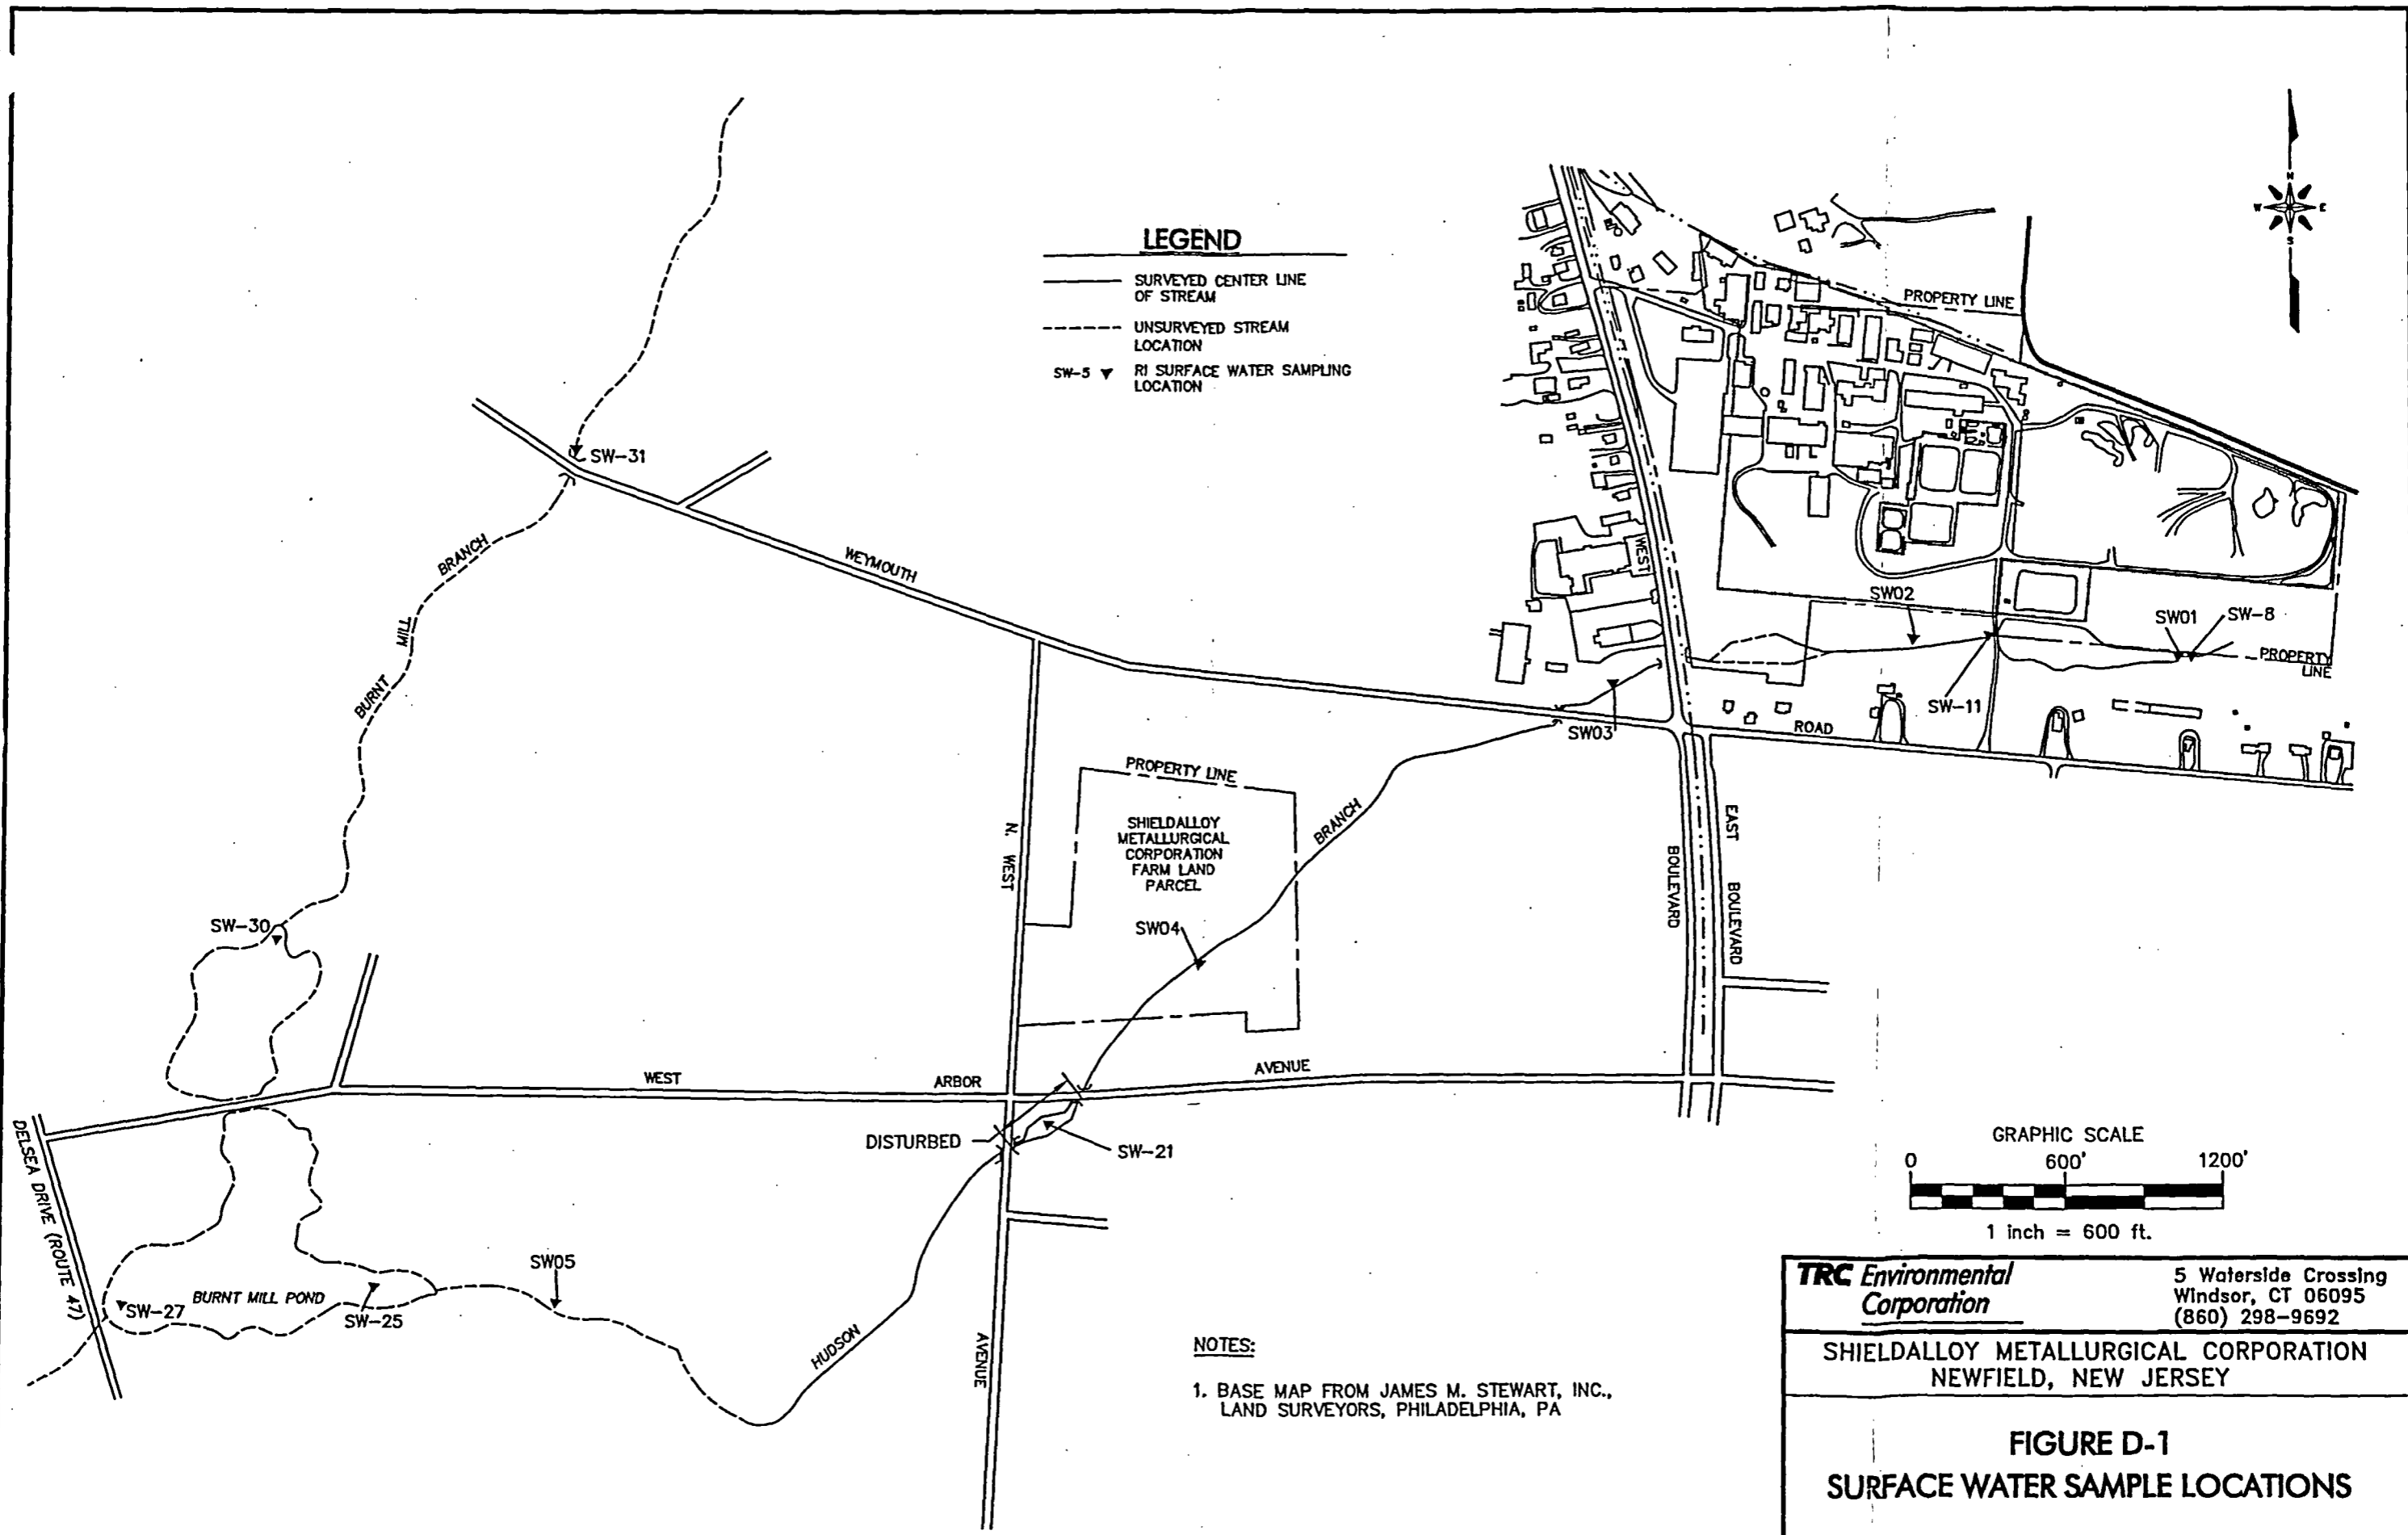 LEGEND
SURVEYED CENTER LINE
OF STREAM
UNSURVEYED STREAM
LOCATION
SW-5
RI SURFACE WATER SAMPLING
LOCATION
N
W
E
S
PROPERTY LINE
SW-31
BRANCH
MILL
BURNT
WEYMOUTH
WEST
SW02
SW01
SW-8
PROPERTY
LINE
SW-11
SW03
ROAD
PROPERTY LINE
SHIELDALLOY
METALLURGICAL
CORPORATION
FARM LAND
PARCEL
BRANCH
N. WEST
EAST
BOULEVARD
BOULEVARD
SW-30
SW04
WEST
ARBOR
AVENUE
DISTURBED
SW-21
DELSEA DRIVE (ROUTE 47)
SW05
SW-27
BURNT MILL POND
SW-25
HUDSON
AVENUE
GRAPHIC SCALE
0
600'
1200'
1 inch = 600 ft.
NOTES:
1. BASE MAP FROM JAMES M. STEWART, INC.,
LAND SURVEYORS, PHILADELPHIA, PA
TRC Environmental
Corporation
5 Waterside Crossing
Windsor, CT 06095
(860) 298-9692
SHIELDALLOY METALLURGICAL CORPORATION
NEWFIELD, NEW JERSEY
FIGURE D-1
SURFACE WATER SAMPLE LOCATIONS